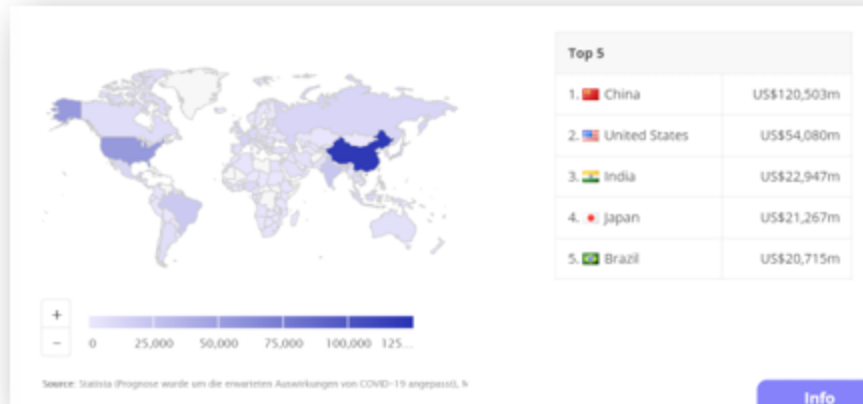 Top 5
1. China US$120,503m
2. United States US$54,080m
3. India US$22,947m
4. Japan US$21,267m
5. Brazil US$20,715m
+
−
0 25,000 50,000 75,000 100,000 125...
Source: Statista (Prognose wurde um die erwarteten Auswirkungen von COVID-19 angepasst),
Info